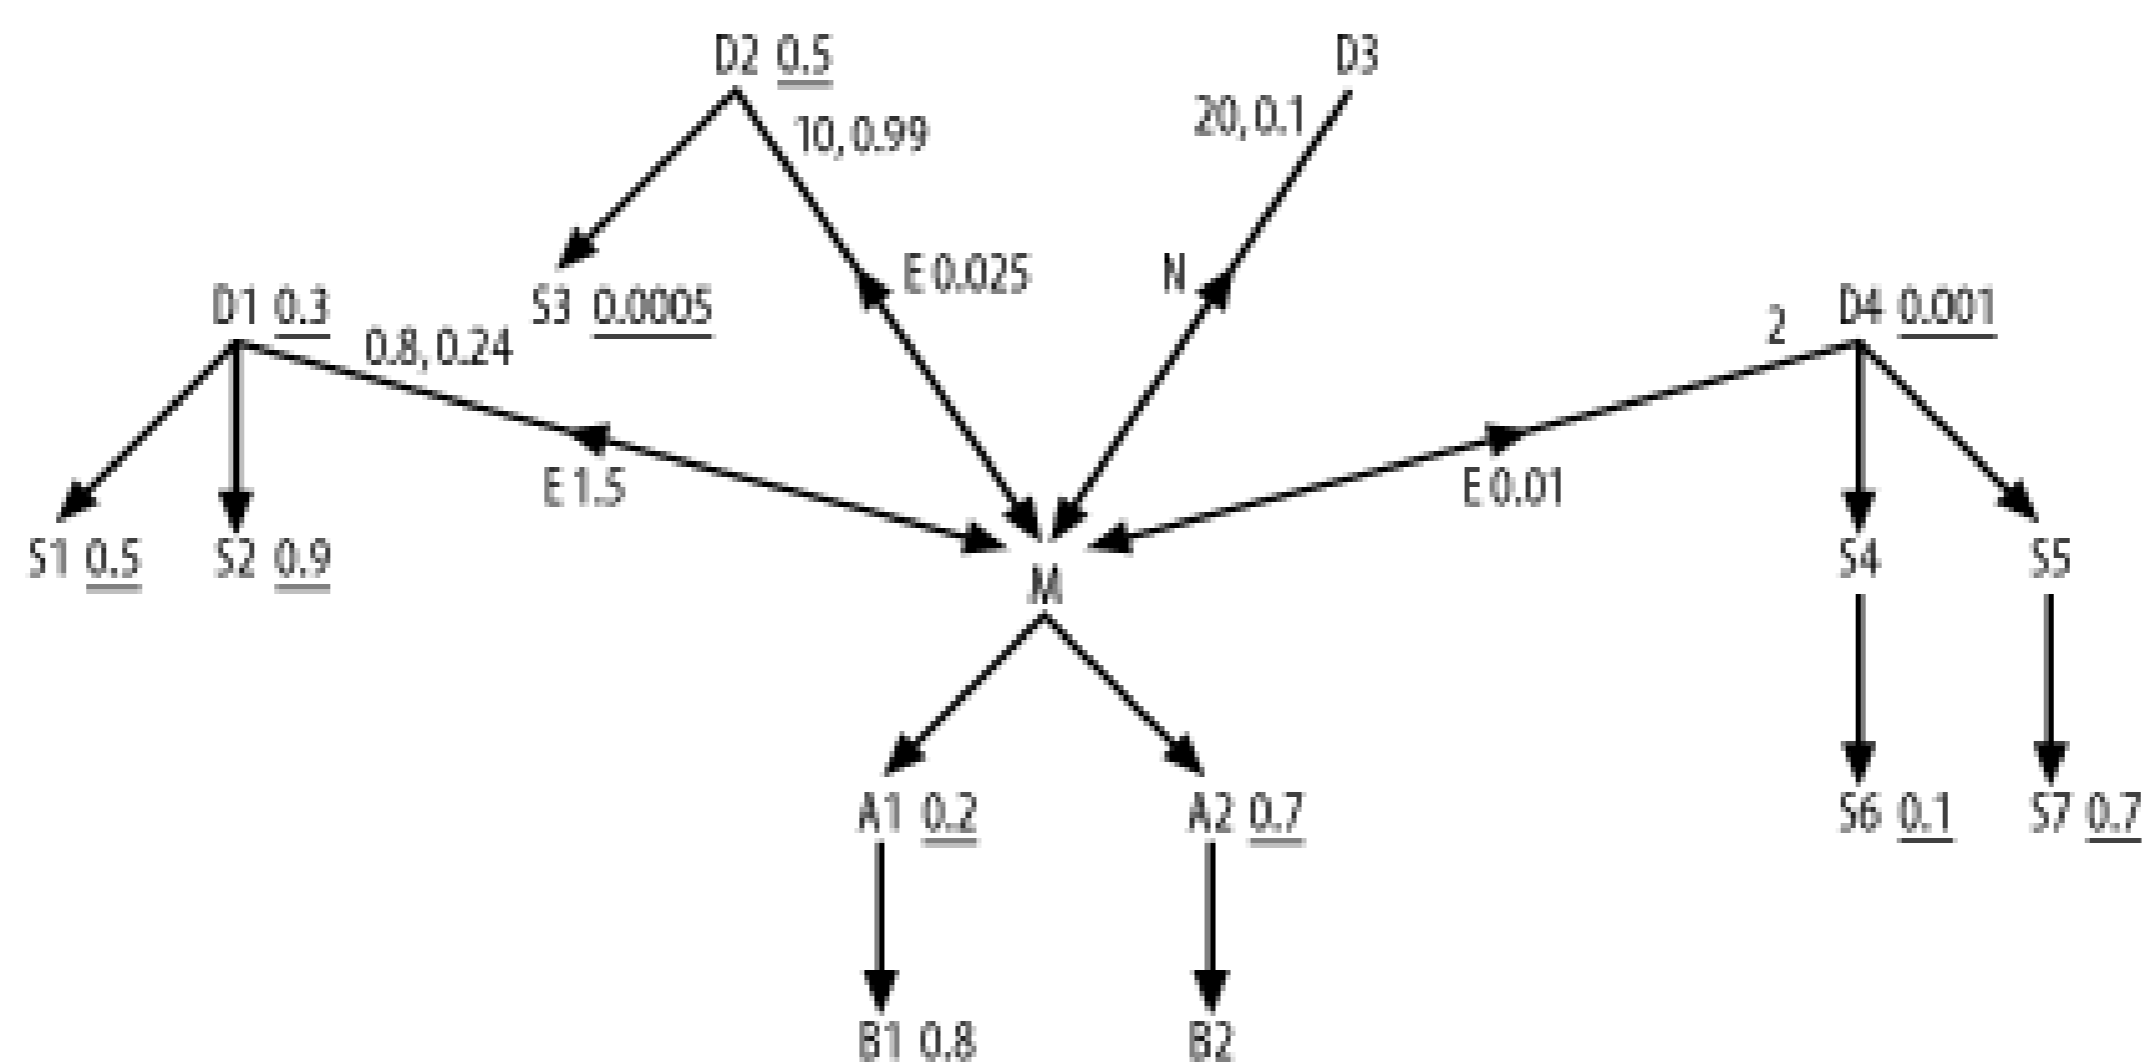 D2 0.5
D3
10, 0.99
20, 0.1
E 0.025
N
D1 0.3
S3 0.0005
2
D4 0.001
0.8, 0.24
E 1.5
E 0.01
S1 0.5
S2 0.9
M
S4
S5
A1 0.2
A2 0.7
S6 0.1
S7 0.7
B1 0.8
B2